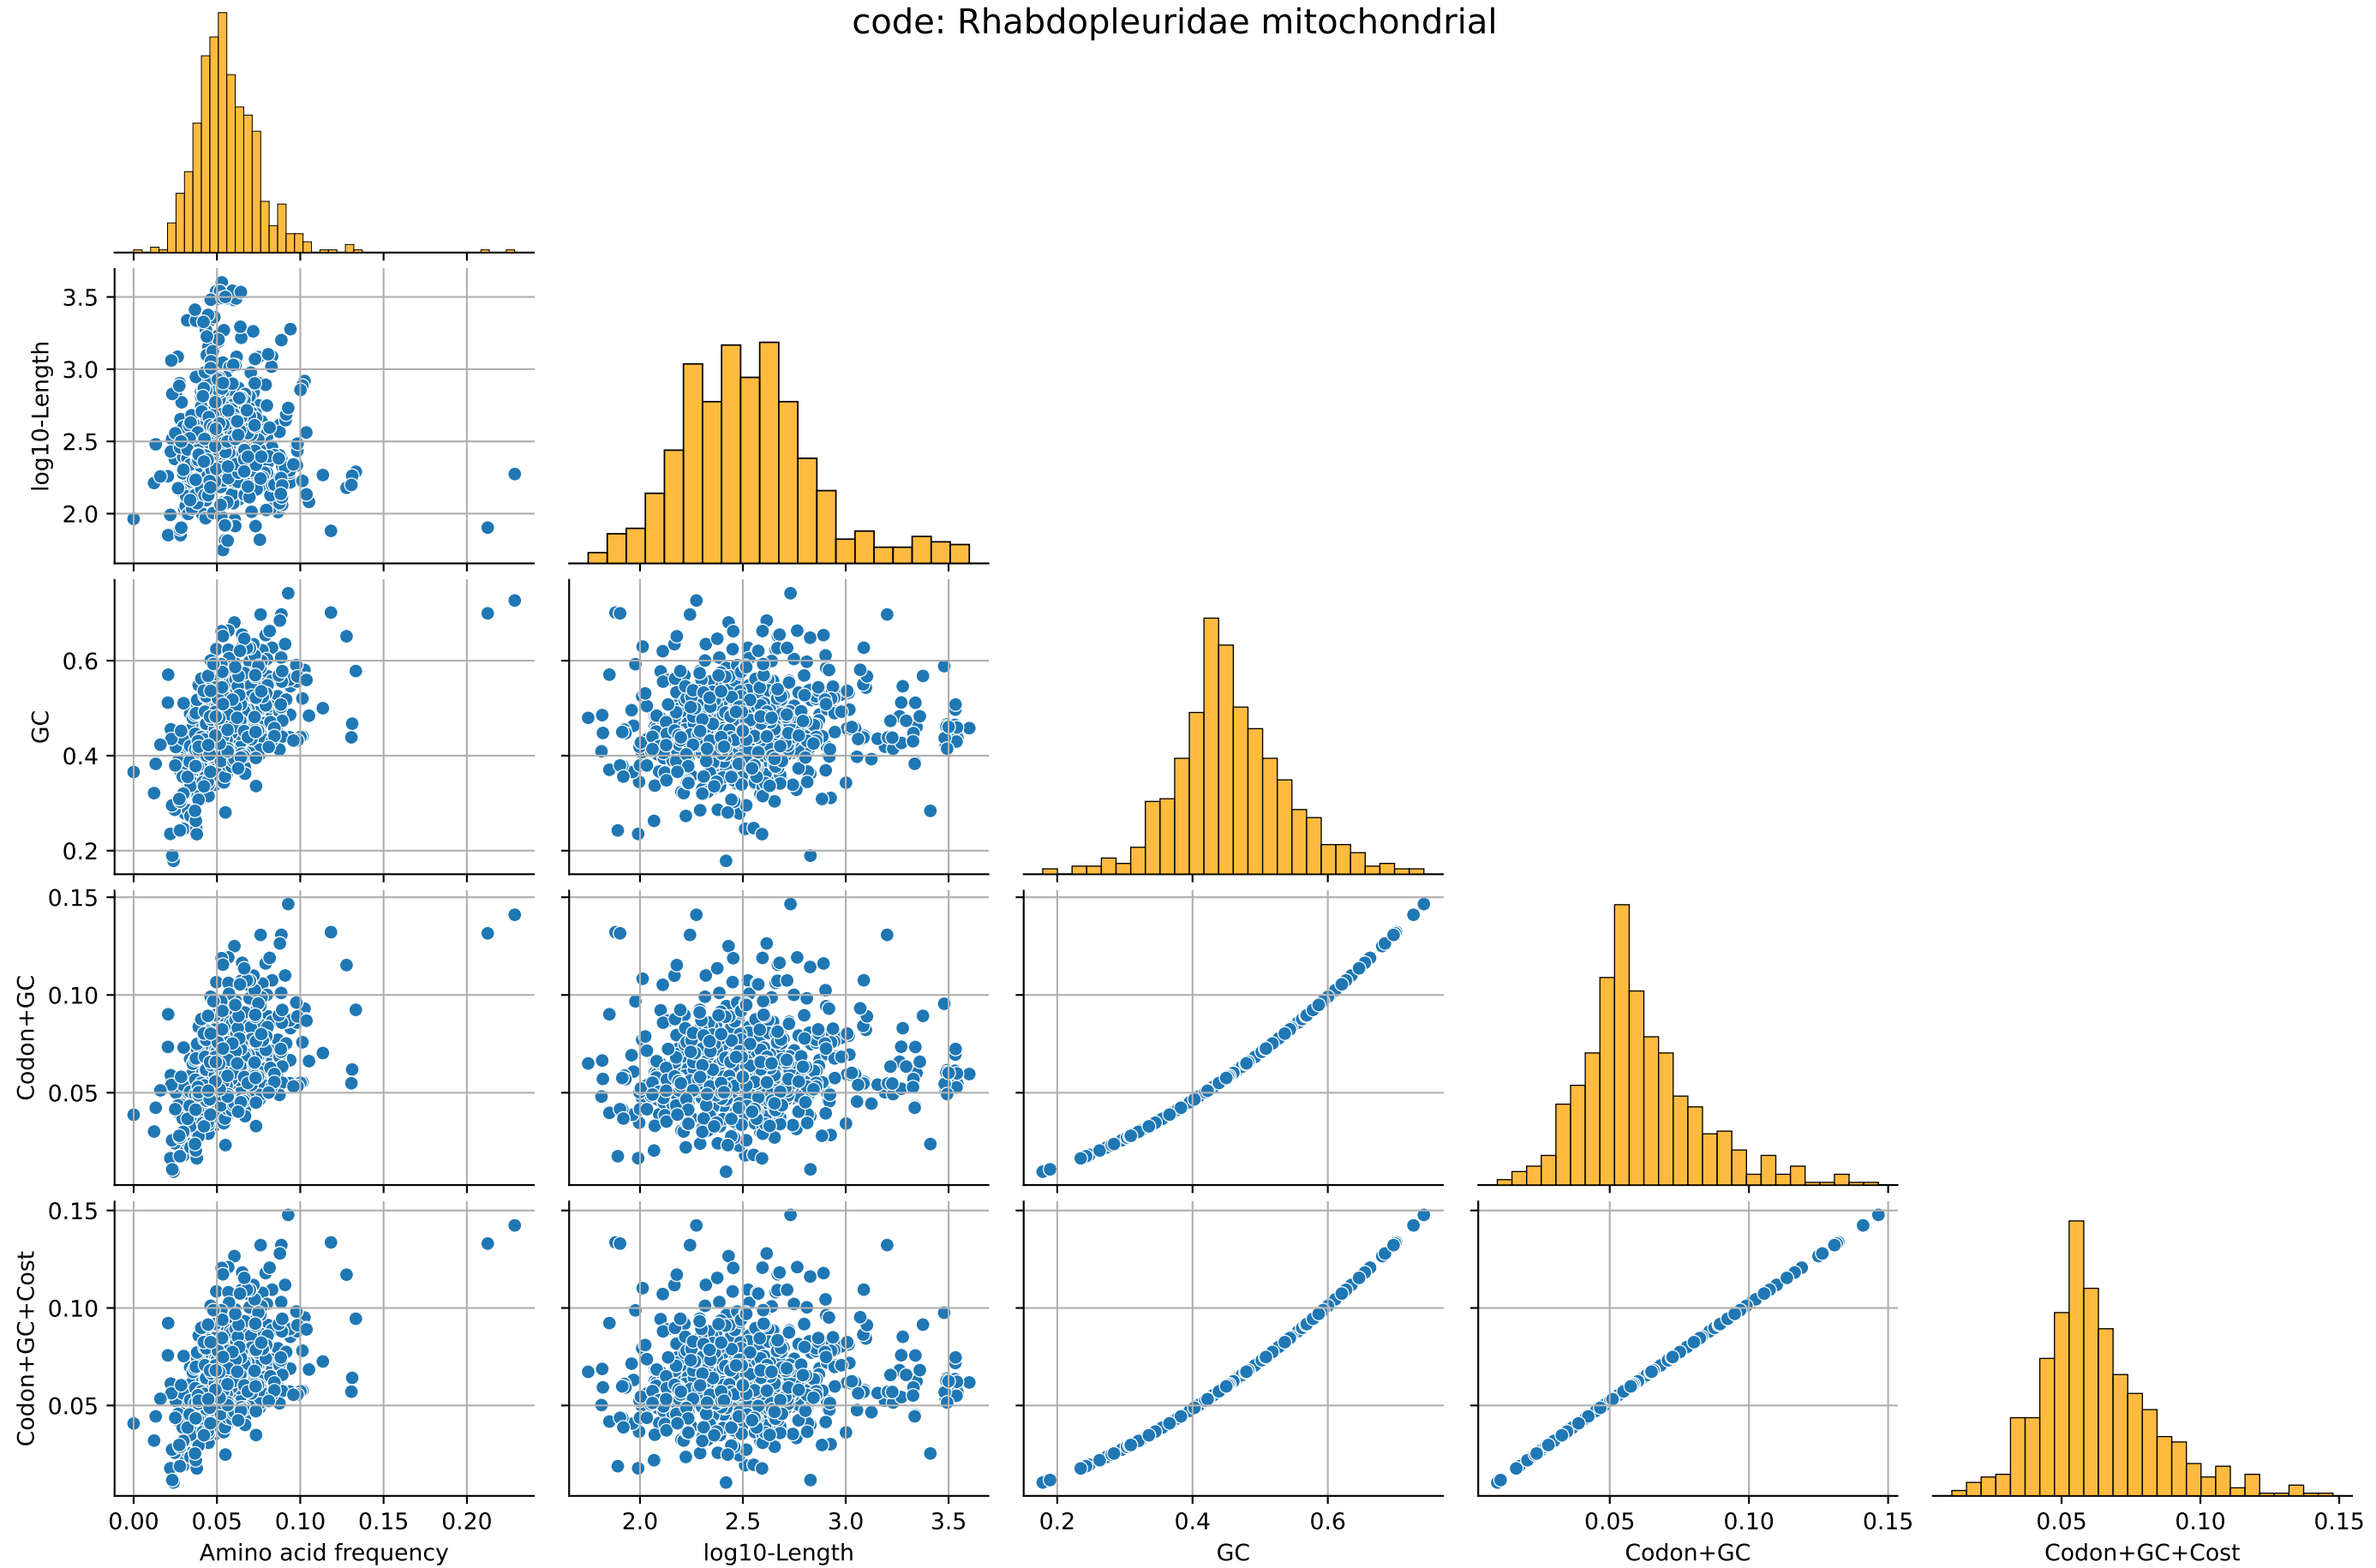 code: Rhabdopleuridae mitochondrial
3.5
3.0
2.5
2.0
log10-Length
0.6
0.4
0.2
GC
0.15
0.10
0.05
Codon+GC
0.15
0.10
0.05
Codon+GC+Cost
0.00 0.05 0.10 0.15 0.20 2.0 2.5 3.0 3.5 0.2 0.4 0.6 0.05 0.10 0.15 0.05 0.10 0.15
Amino acid frequency log10-Length GC Codon+GC Codon+GC+Cost